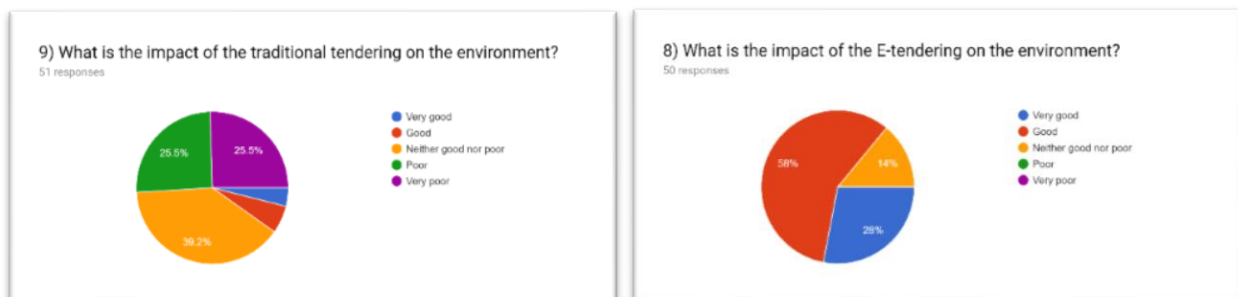 9) What is the impact of the traditional tendering on the environment?
51 responses
Very good
Good
Neither good nor poor
Poor
Very poor
25.5%
25.5%
39.2%
8) What is the impact of the E-tendering on the environment?
50 responses
Very good
Good
Neither good nor poor
Poor
Very poor
58%
14%
28%